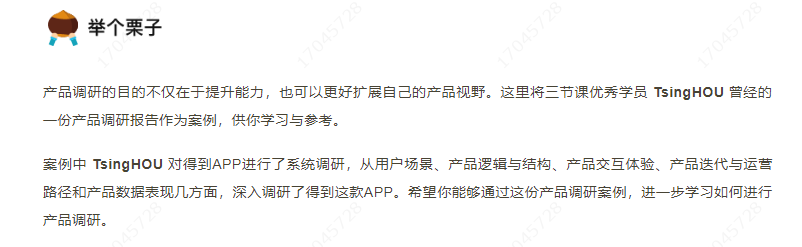 举个栗子
产品调研的目的不仅在于提升能力，也可以更好扩展自己的产品视野。这里将三节课优秀学员 TsingHOU 曾经的
一份产品调研报告作为案例，供你学习与参考。
案例中 TsingHOU 对得到APP进行了系统调研，从用户场景、产品逻辑与结构、产品交互体验、产品迭代与运营
路径和产品数据表现几方面，深入调研了得到这款APP。希望你能够通过这份产品调研案例，进一步学习如何进行
产品调研。
17045728
17045728
17045728
17045728
17045728
17045728
17045728
17045728